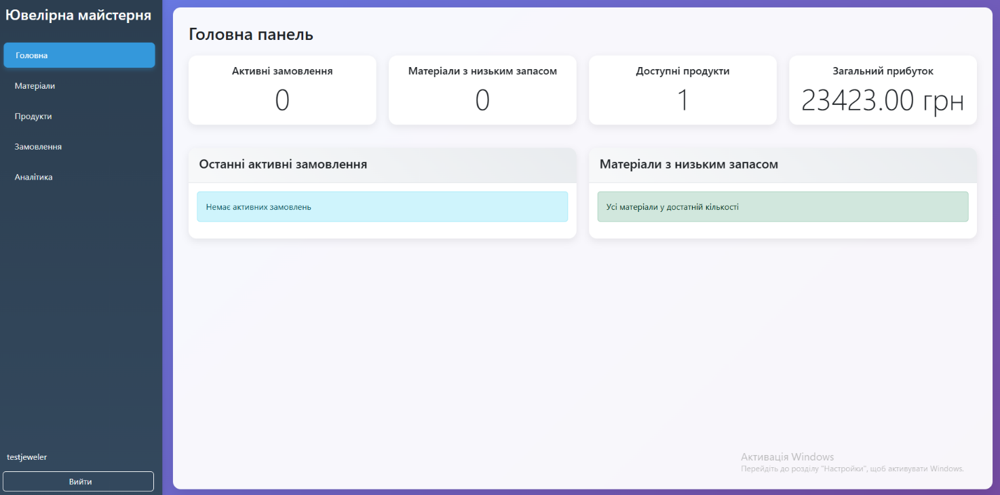 Ювелірна майстерня
Головна
Матеріали
Продукти
Замовлення
Аналітика
testjeweler
Вийти
Головна панель
Активні замовлення
0
Матеріали з низьким запасом
0
Доступні продукти
1
Загальний прибуток
23423.00 грн
Останні активні замовлення
Немає активних замовлень
Матеріали з низьким запасом
Усі матеріали у достатній кількості
Активація Windows
Перейдіть до розділу "Настройки", щоб активувати Windows.